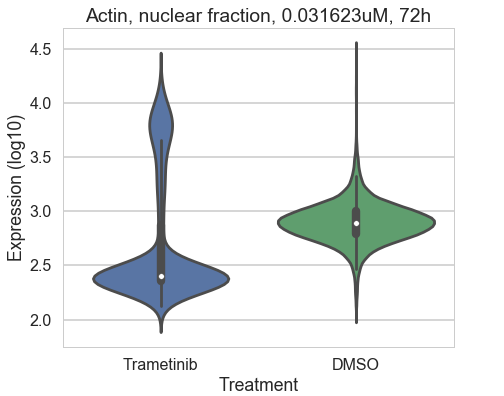 Actin, nuclear fraction, 0.031623uM, 72h
Expression (log10)
4.5
4.0
3.5
3.0
2.5
2.0
Trametinib
DMSO
Treatment